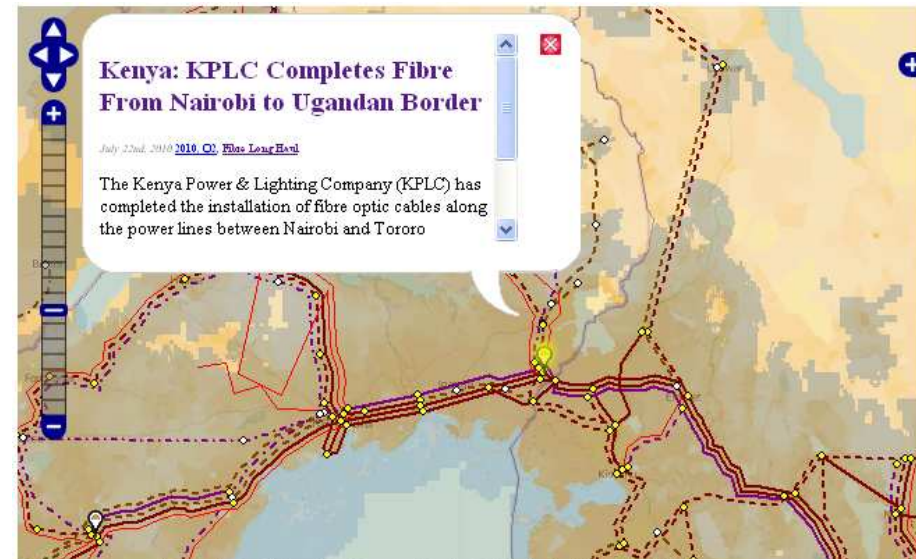 Kenya: KPLC Completes Fibre
From Nairobi to Ugandan Border
July 22nd, 2010 2010, Q2, Fibre Long Haul
The Kenya Power & Lighting Company (KPLC) has
completed the installation of fibre optic cables along
the power lines between Nairobi and Tororo